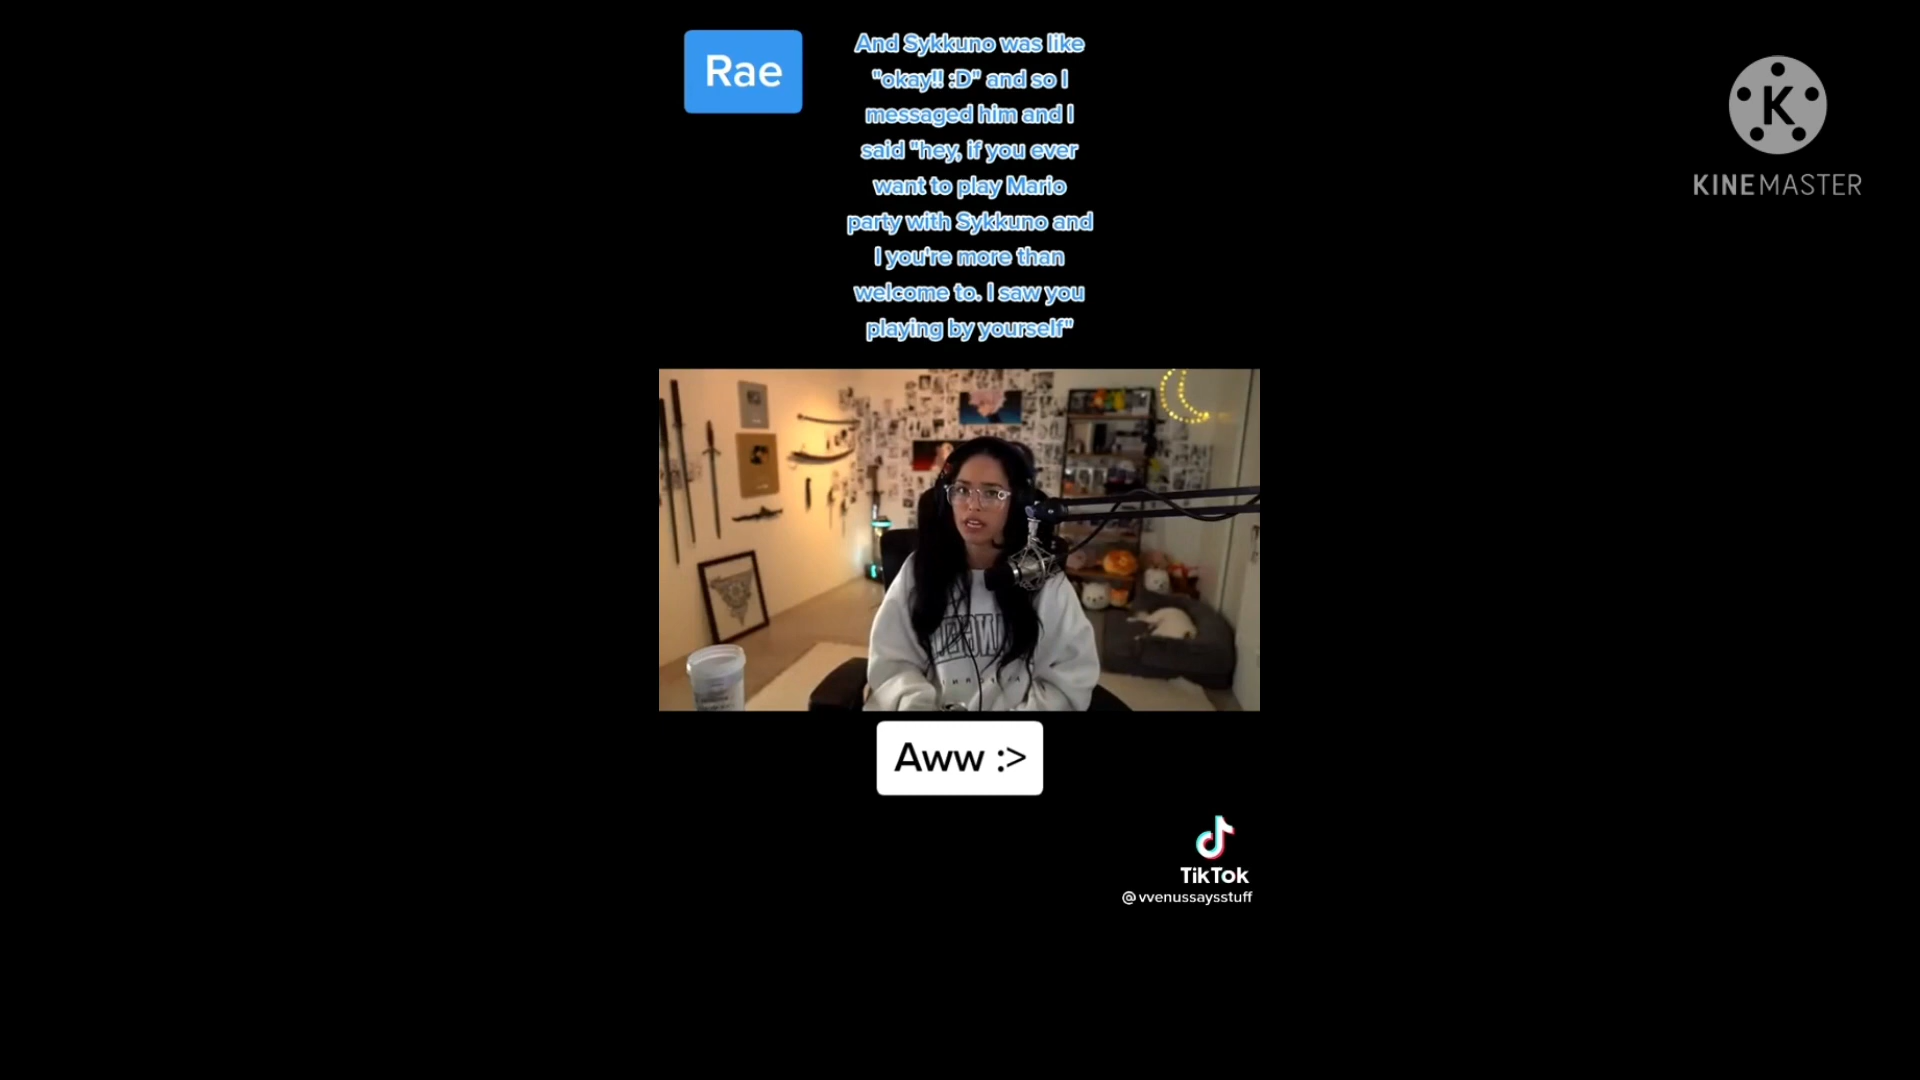 Rae
And Sykkuno was like
"okay!! :D" and so I
messaged him and I
said "hey, if you ever
want to play Mario
party with Sykkuno and
I you're more than
welcome to. I saw you
playing by yourself"
K
KINEMASTER
Aww :>
TikTok
@vvenussaysstuff